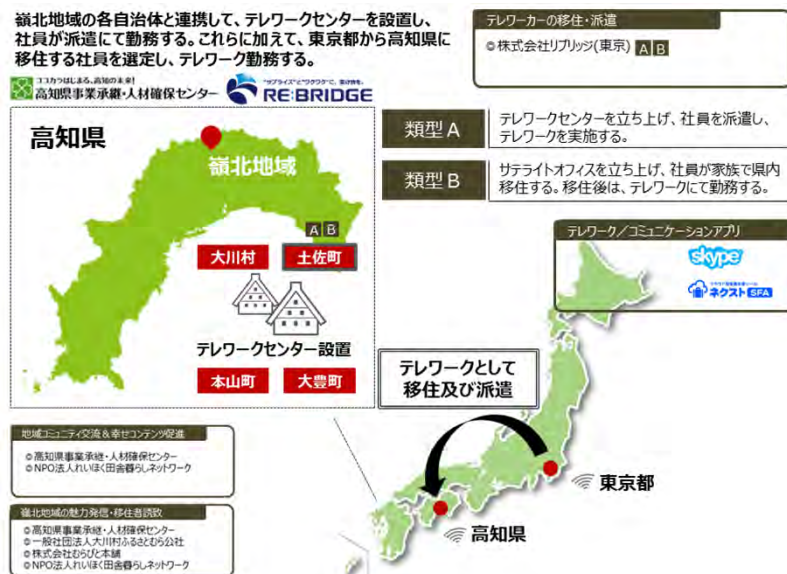 嶺北地域の各自治体と連携して、テレワークセンターを設置し、
社員が派遣にて勤務する。これらに加えて、東京都から高知県に
移住する社員を選定し、テレワーク勤務する。
ココカラはじまる、高知の未来!
高知県事業承継・人材確保センター
"サプライズ"と"ワクワク"で、架け橋を。
RE:BRIDGE
テレワーカーの移住・派遣
◎株式会社リブリッジ(東京) A B
類型A
テレワークセンターを立ち上げ、社員を派遣し、
テレワークを実施する。
類型B
サテライトオフィスを立ち上げ、社員が家族で県内
移住する。移住後は、テレワークにて勤務する。
高知県
嶺北地域
A B
大川村
土佐町
テレワークセンター設置
本山町
大豊町
テレワーク/コミュニケーションアプリ
skype
ネクストSFA
テレワークとして
移住及び派遣
東京都
高知県
地域コミュニティ交流&幸せコンテンツ促進
◎高知県事業承継・人材確保センター
◎NPO法人れいほく田舎暮らしネットワーク
嶺北地域の魅力発信・移住者誘致
◎高知県事業承継・人材確保センター
◎一般社団法人大川村ふるさとむら公社
◎株式会社むらびと本舗
◎NPO法人れいほく田舎暮らしネットワーク